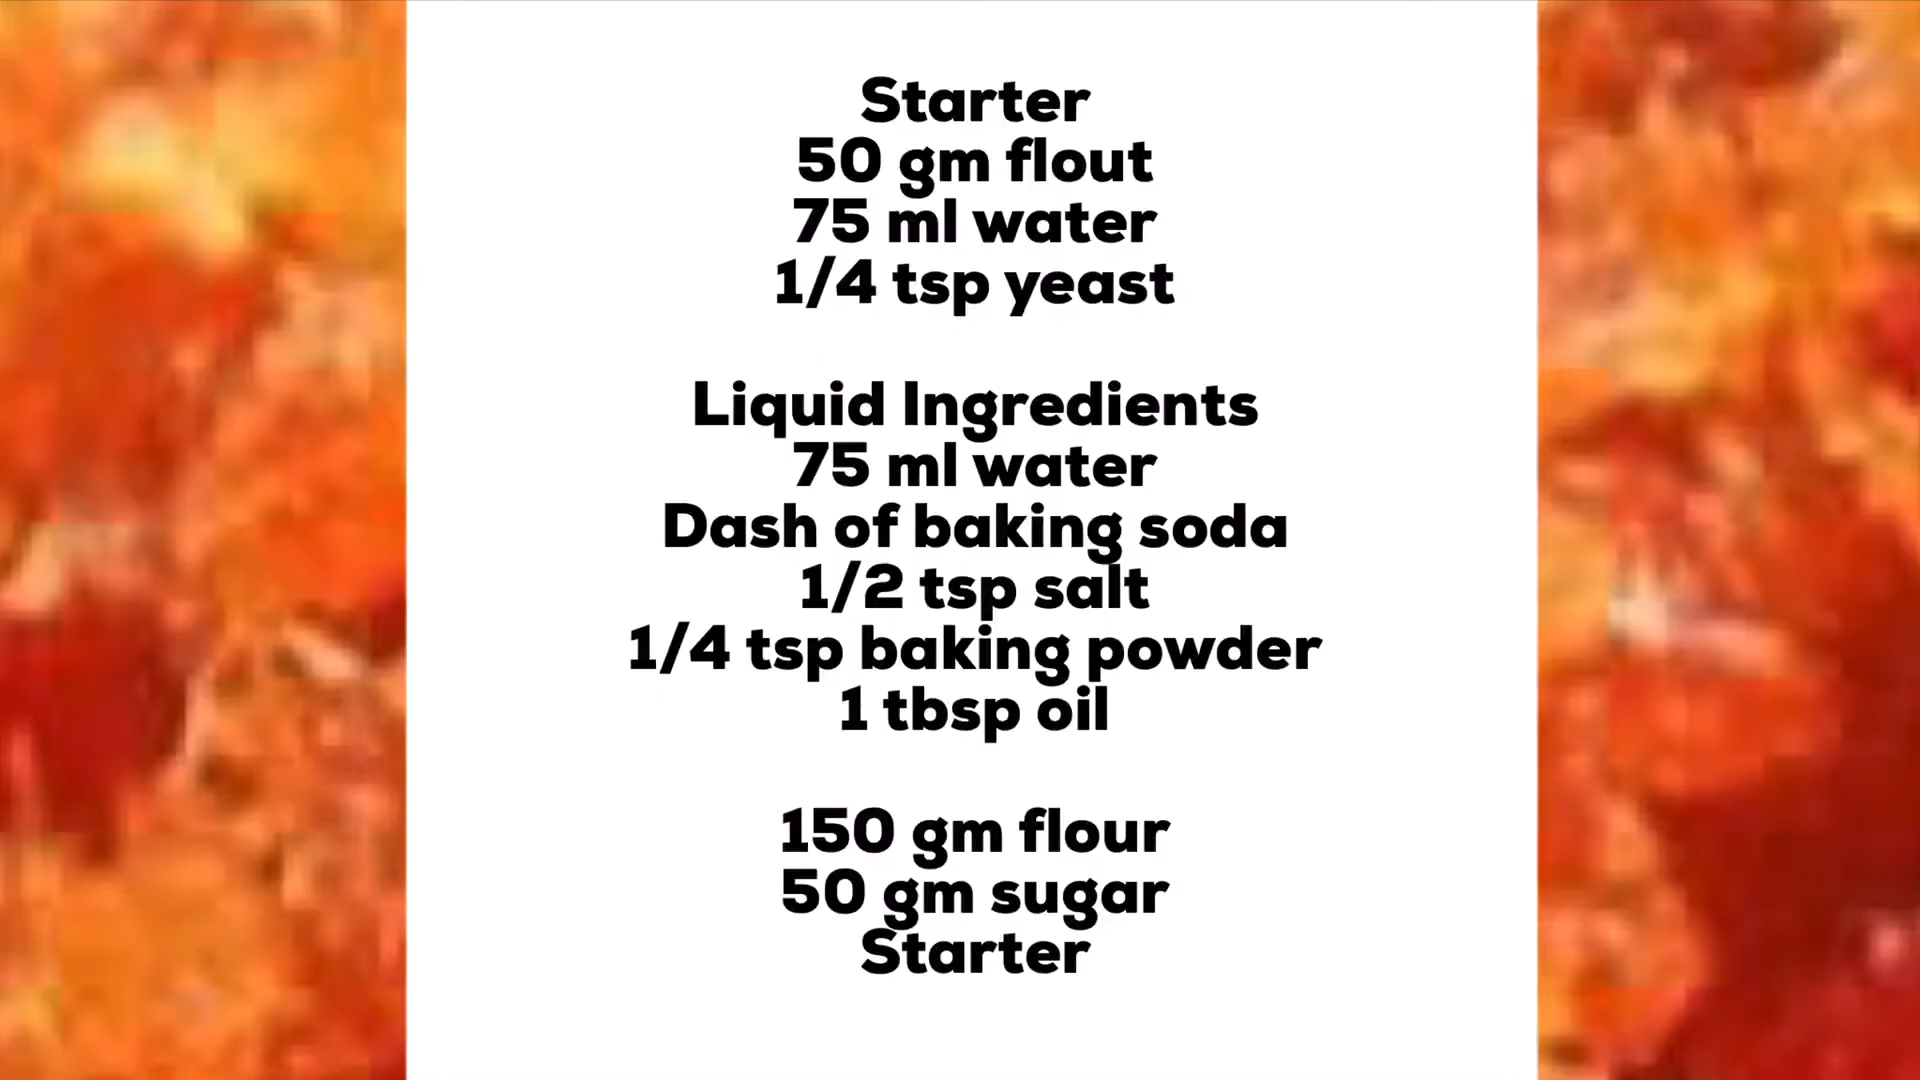 Starter
50 gm flout
75 ml water
1/4 tsp yeast
Liquid Ingredients
75 ml water
Dash of baking soda
1/2 tsp salt
1/4 tsp baking powder
1 tbsp oil
150 gm flour
50 gm sugar
Starter